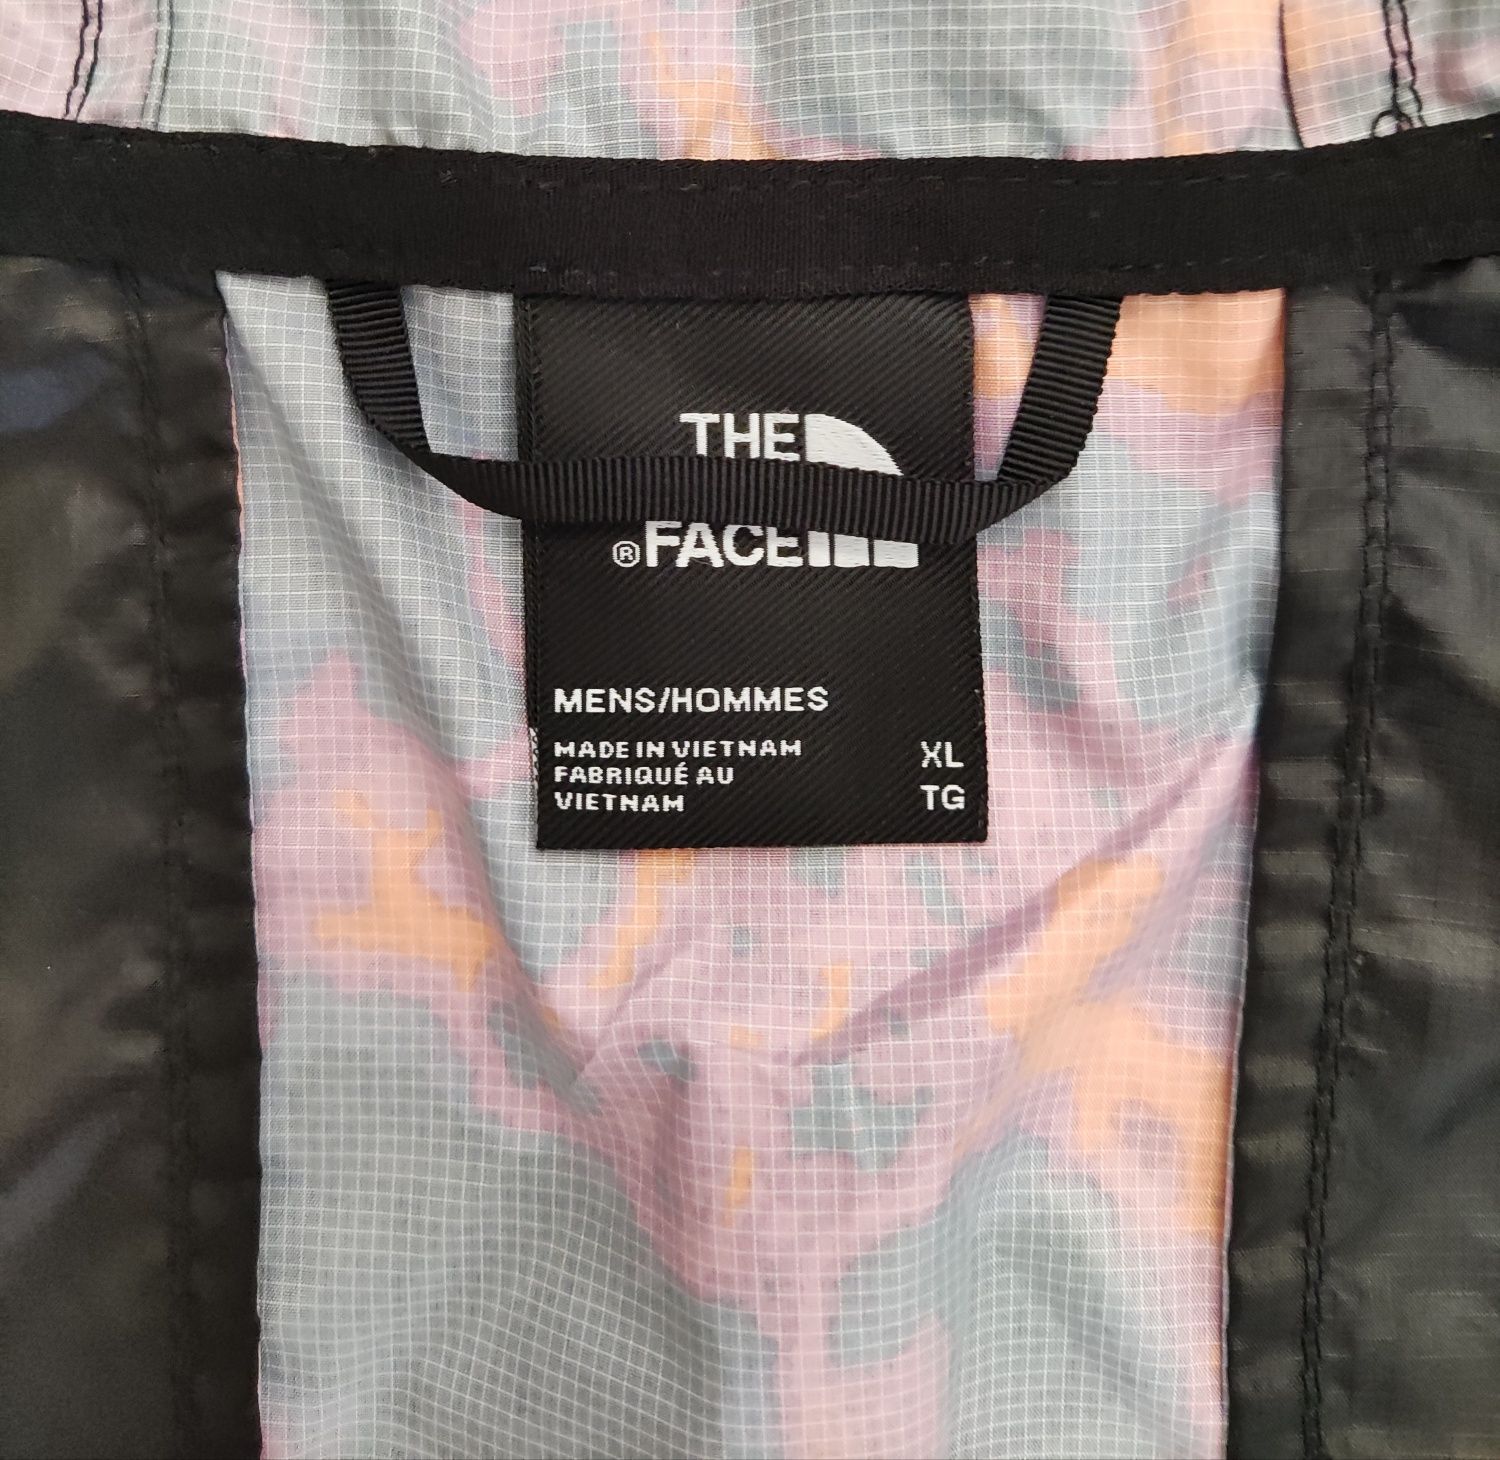 THE
® FACE
MENS/HOMMES
MADE IN VIETNAM
FABRIQUÉ AU
VIETNAM
XL
TG